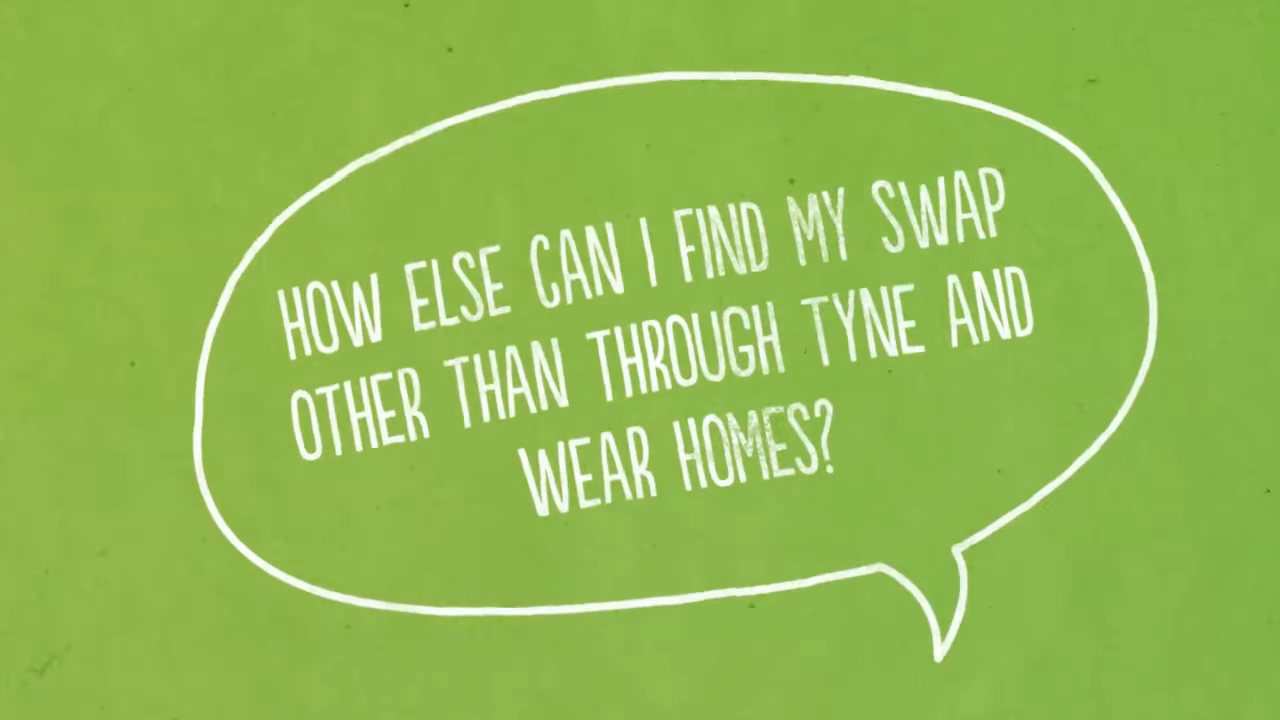 HOW ELSE CAN I FIND MY SWAP
OTHER THAN THROUGH TYNE AND
WEAR HOMES?